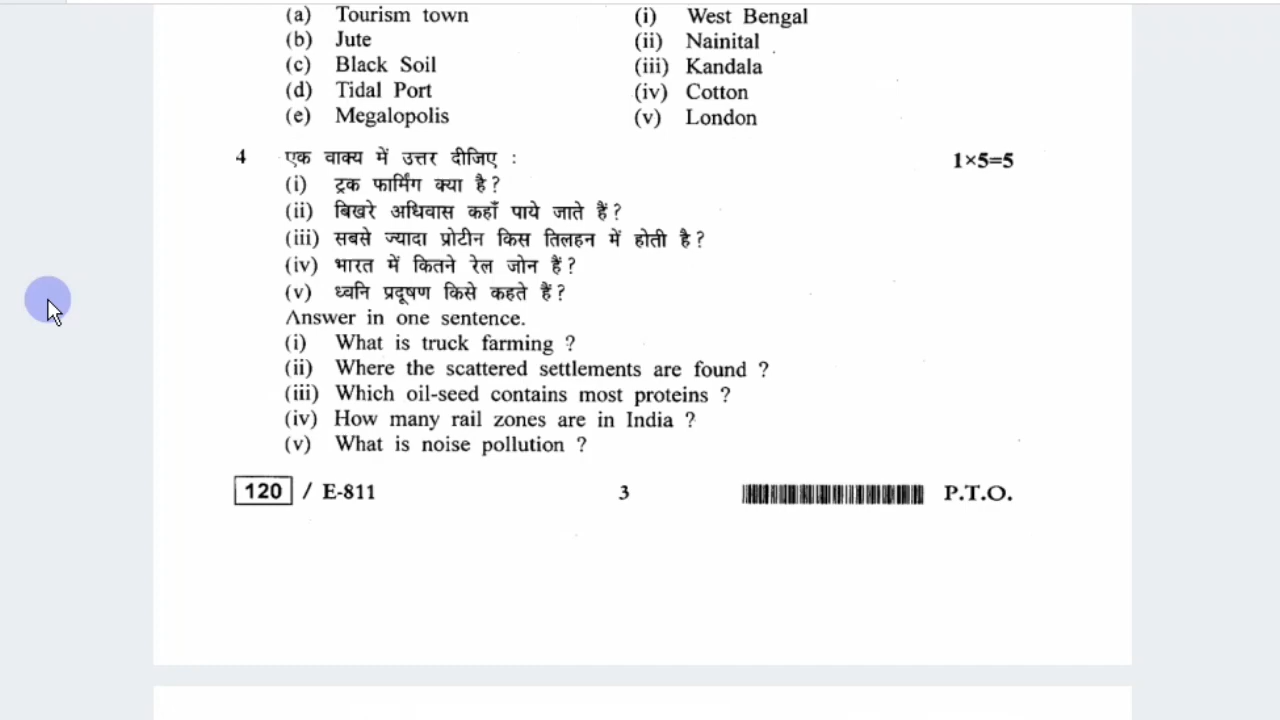 (a) Tourism town (i) West Bengal
(b) Jute (ii) Nainital
(c) Black Soil (iii) Kandala
(d) Tidal Port (iv) Cotton
(e) Megalopolis (v) London
4 एक वाक्य में उत्तर दीजिए : 1×5=5
(i) ट्रक फार्मिंग क्या है?
(ii) बिखरे अधिवास कहाँ पाये जाते हैं?
(iii) सबसे ज्यादा प्रोटीन किस तिलहन में होती है?
(iv) भारत में कितने रेल जोन हैं?
(v) ध्वनि प्रदूषण किसे कहते हैं?
Answer in one sentence.
(i) What is truck farming ?
(ii) Where the scattered settlements are found ?
(iii) Which oil-seed contains most proteins ?
(iv) How many rail zones are in India ?
(v) What is noise pollution ?
120 / E-811 3 P.T.O.